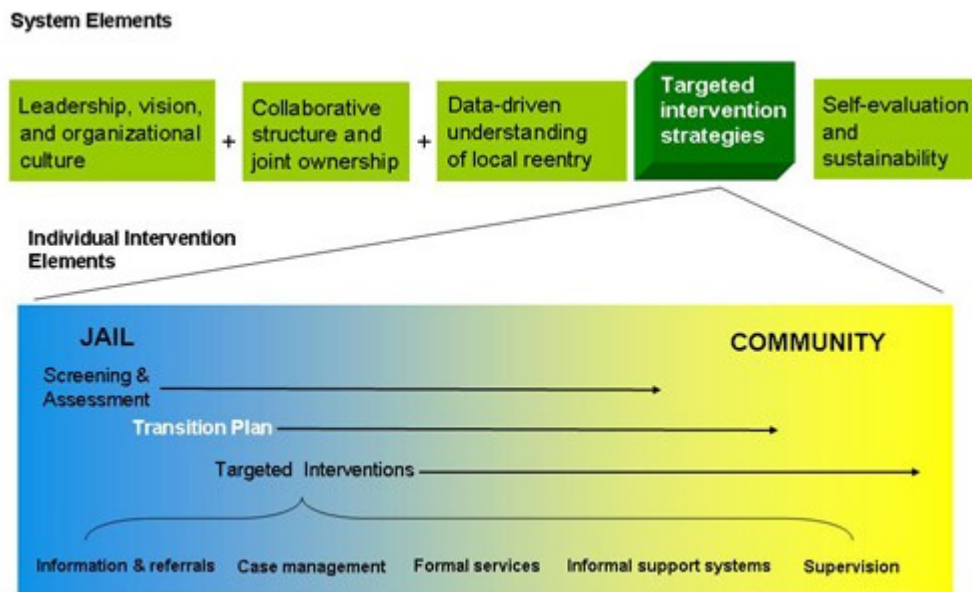 System Elements
Leadership, vision,
and organizational
culture
+
Collaborative
structure and
joint ownership
+
Data-driven
understanding
of local reentry
Targeted
intervention
strategies
Self-evaluation
and
sustainability
Individual Intervention
Elements
JAIL
COMMUNITY
Screening &
Assessment
Transition Plan
Targeted Interventions
Information & referrals
Case management
Formal services
Informal support systems
Supervision